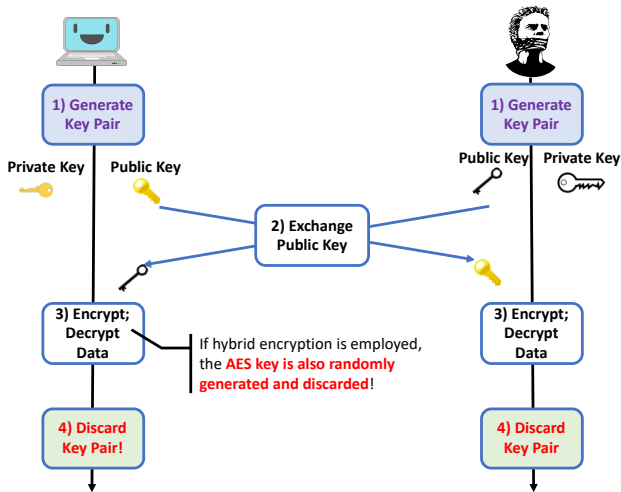 1) Generate
Key Pair
1) Generate
Key Pair
Private Key
Public Key
Public Key
Private Key
2) Exchange
Public Key
3) Encrypt;
Decrypt
Data
If hybrid encryption is employed,
the AES key is also randomly
generated and discarded!
3) Encrypt;
Decrypt
Data
4) Discard
Key Pair!
4) Discard
Key Pair